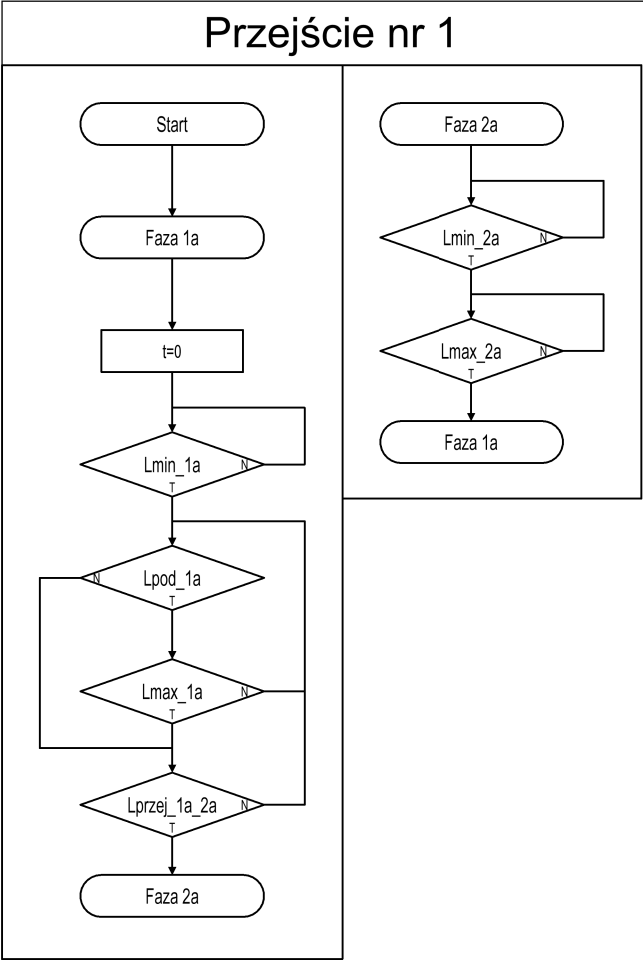 Przejście nr 1
Start
Faza 1a
t=0
Lmin_1a
N
T
Lpod_1a
N
T
Lmax_1a
N
T
Lprzej_1a_2a
N
T
Faza 2a
Faza 2a
Lmin_2a
N
T
Lmax_2a
N
T
Faza 1a